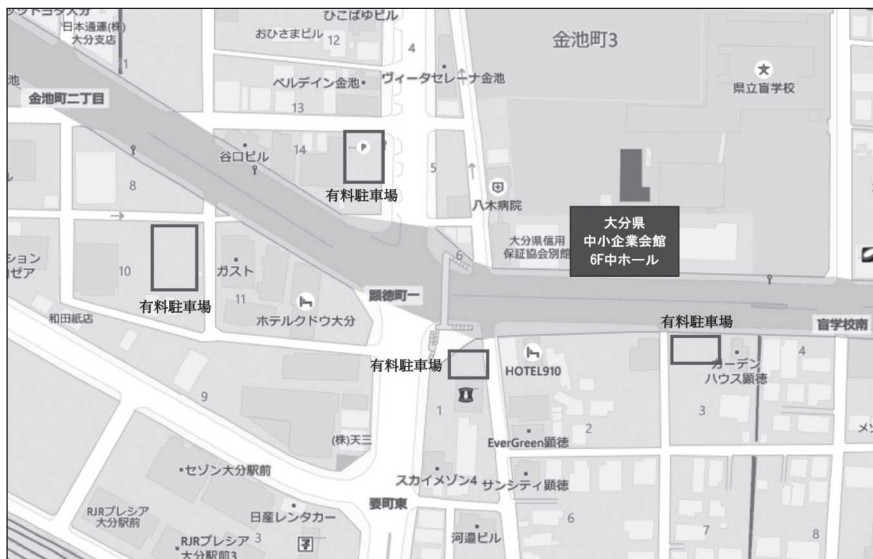 ひこばゆビル
日本通運(株)
大分支店
おひさまビル
12
4
金池町3
1
ベルデイン金池
ヴィータセレーナ金池
県立盲学校
金池町二丁目
13
谷口ビル
14
P
5
8
有料駐車場
八木病院
大分県
中小企業会館
6F中ホール
大分県信用
保証協会別館
6
10
ガスト
11
有料駐車場
顕徳町一
和田紙店
ホテルクドウ大分
有料駐車場
盲学校南
有料駐車場
HOTEL910
ガーデン
ハウス顕徳
4
9
1
3
(株)天三
EverGreen顕徳
2
セゾン大分駅前
スカイメゾン4
サンシティ顕徳
RJRプレシア
大分駅前
日産レンタカー
要町東
6
7
8
RJRプレシア
大分駅前3
3
河邉ビル